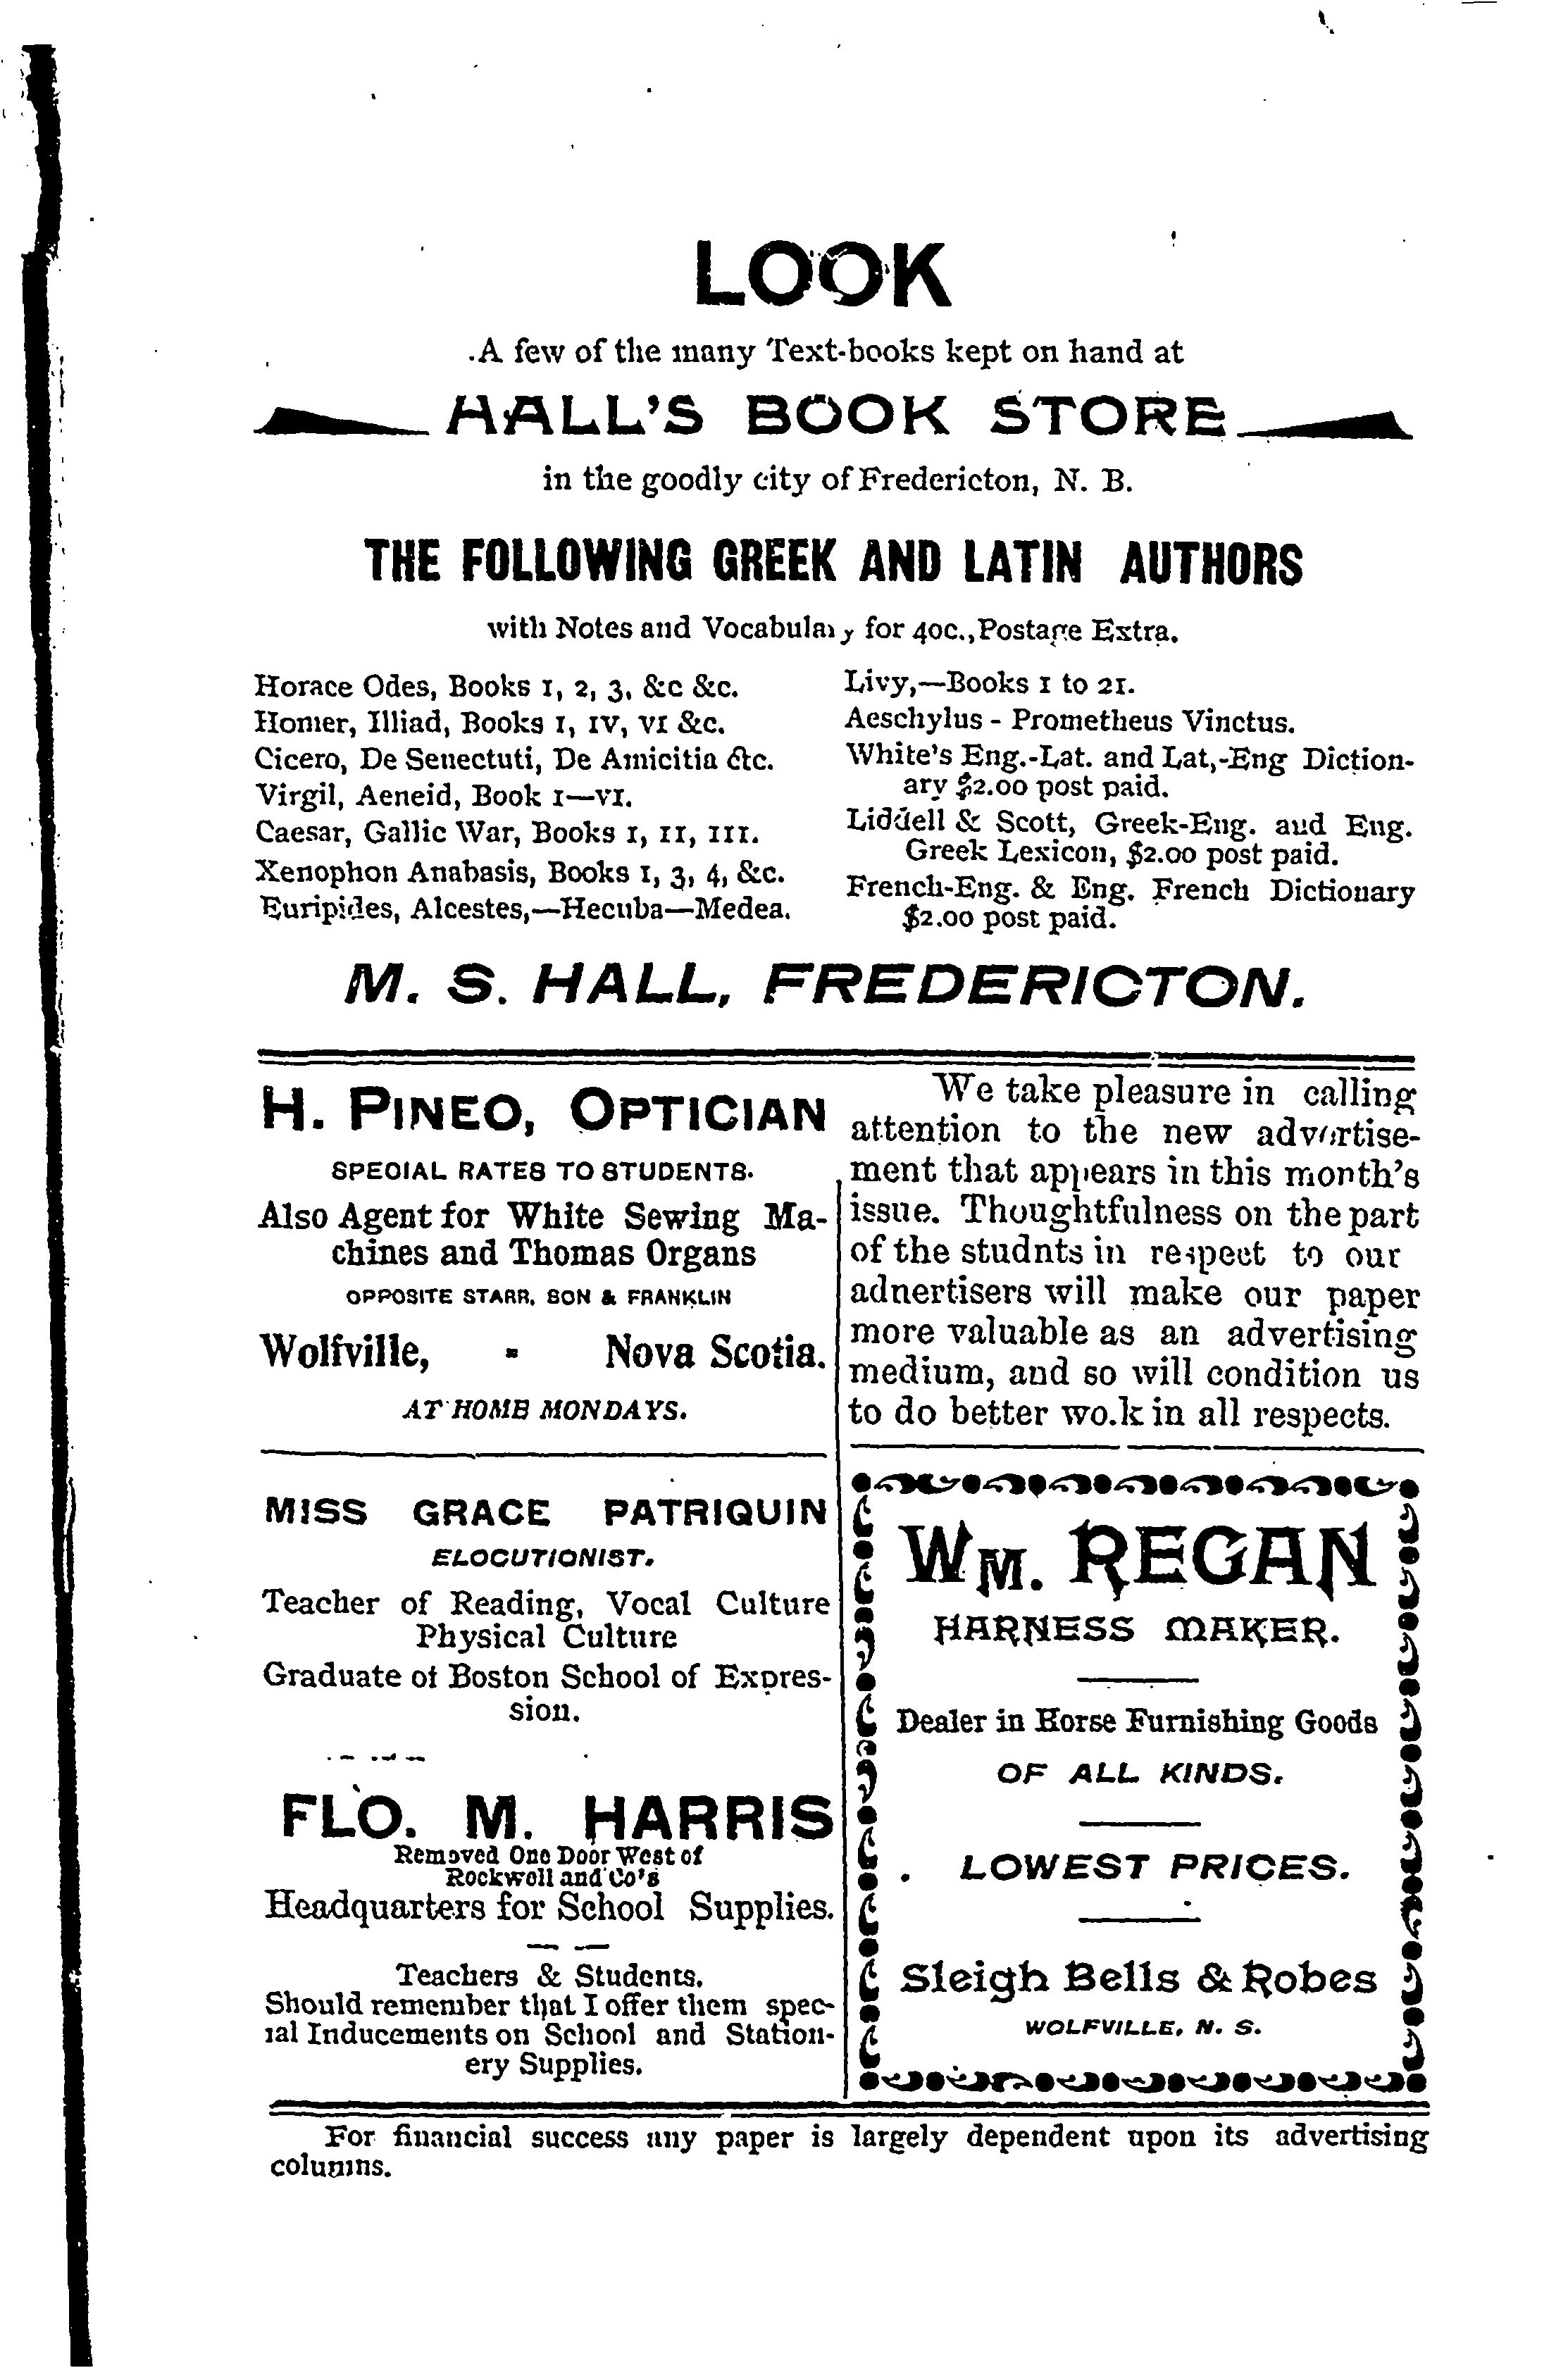 LOOK
A few of the many Text-books kept on hand at
HALL'S BOOK STORE
in the goodly city of Fredericton, N. B.
THE FOLLOWING GREEK AND LATIN AUTHORS
with Notes and Vocabulary for 40c., Postage Extra.
Horace Odes, Books 1, 2, 3, &c &c.
Homer, Illiad, Books I, IV, VI &c.
Cicero, De Senectuti, De Amicitia &c.
Virgil, Aeneid, Book I—VI.
Caesar, Gallic War, Books I, II, III.
Xenophon Anabasis, Books 1, 3, 4, &c.
Euripides, Alcestes,—Hecuba—Medea.
Livy,—Books 1 to 21.
Aeschylus - Prometheus Vinctus.
White's Eng.-Lat. and Lat,-Eng Diction-
ary $2.00 post paid.
Liddell & Scott, Greek-Eng. aud Eng.
Greek Lexicon, $2.00 post paid.
French-Eng. & Eng. French Dictionary
$2.00 post paid.
M. S. HALL, FREDERICTON.
H. PINEO, OPTICIAN
SPECIAL RATES TO STUDENTS.
Also Agent for White Sewing Ma-
chines and Thomas Organs
OPPOSITE STARR, SON & FRANKLIN
Wolfville, - Nova Scotia.
AT HOME MONDAYS.
MISS GRACE PATRIQUIN
ELOCUTIONIST.
Teacher of Reading, Vocal Culture
Physical Culture
Graduate of Boston School of Expres-
sion.
FLO. M. HARRIS
Removed One Door West of
Rockwell and Co's
Headquarters for School Supplies.
Teachers & Students.
Should remember that I offer them spec-
ial Inducements on School and Station-
ery Supplies.
We take pleasure in calling
attention to the new advertise-
ment that appears in this month's
issue. Thoughtfulness on the part
of the studnts in respect to our
adnertisers will make our paper
more valuable as an advertising
medium, and so will condition us
to do better wo.k in all respects.
WM. REGAN
HARNESS MAKER.
Dealer in Horse Furnishing Goods
OF ALL KINDS.
LOWEST PRICES.
Sleigh Bells & Robes
WOLFVILLE, N. S.
For financial success any paper is largely dependent upon its advertising
columns.